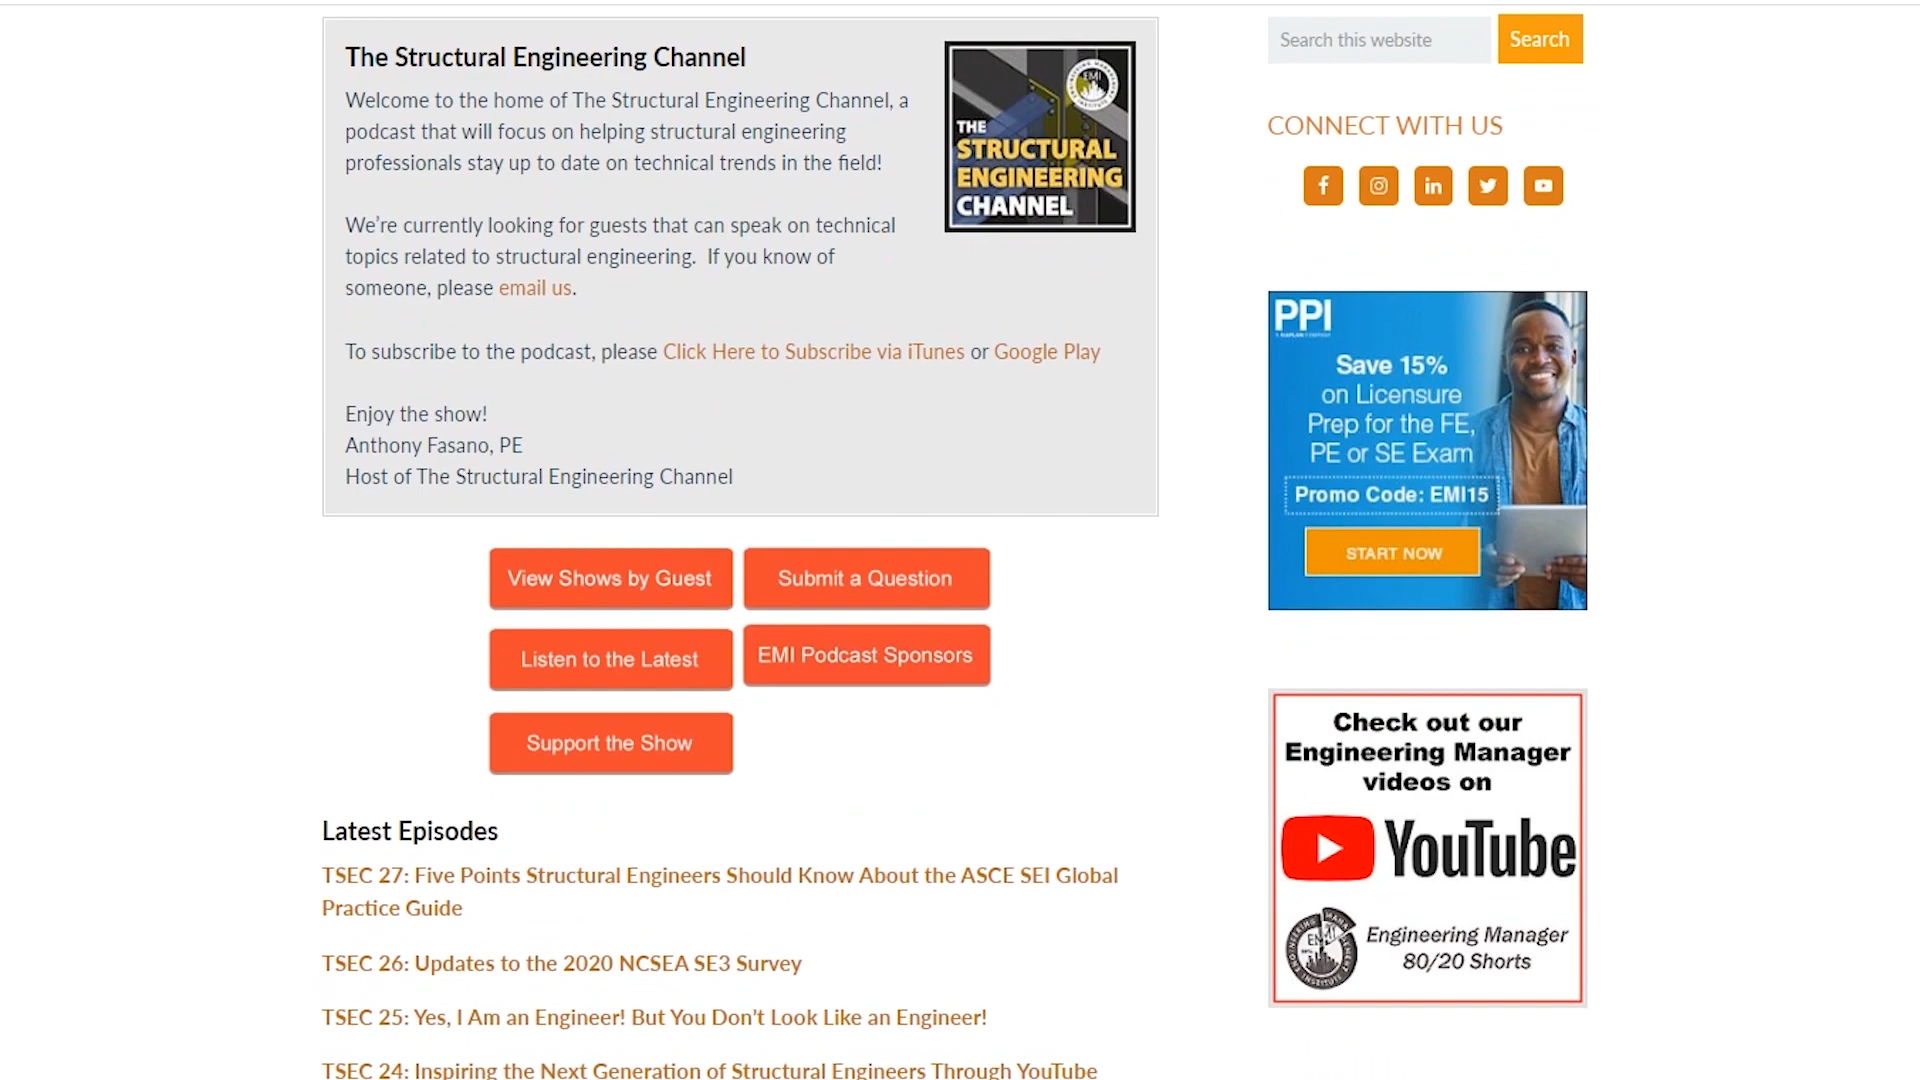 The Structural Engineering Channel
Welcome to the home of The Structural Engineering Channel, a
podcast that will focus on helping structural engineering
professionals stay up to date on technical trends in the field!
We’re currently looking for guests that can speak on technical
topics related to structural engineering.  If you know of
someone, please email us.
To subscribe to the podcast, please Click Here to Subscribe via iTunes or Google Play
Enjoy the show!
Anthony Fasano, PE
Host of The Structural Engineering Channel
EMI
THE
STRUCTURAL
ENGINEERING
CHANNEL
View Shows by Guest
Submit a Question
Listen to the Latest
EMI Podcast Sponsors
Support the Show
Latest Episodes
TSEC 27: Five Points Structural Engineers Should Know About the ASCE SEI Global
Practice Guide
TSEC 26: Updates to the 2020 NCSEA SE3 Survey
TSEC 25: Yes, I Am an Engineer! But You Don’t Look Like an Engineer!
TSEC 24: Inspiring the Next Generation of Structural Engineers Through YouTube
Search this website
Search
CONNECT WITH US
PPI
Save 15%
on Licensure
Prep for the FE,
PE or SE Exam
Promo Code: EMI15
START NOW
Check out our
Engineering Manager
videos on
YouTube
Engineering Manager
80/20 Shorts